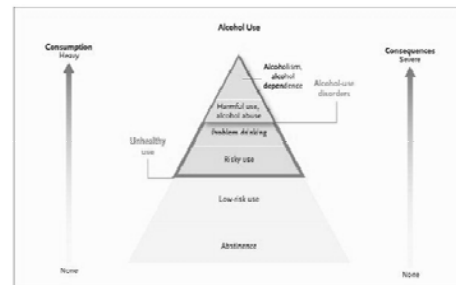 Alcohol Use
Consumption
Heavy
Consequences
Severe
Alcoholism,
alcohol
dependence
Alcohol-use
disorders
Harmful use,
alcohol abuse
Problem drinking
Unhealthy
use
Risky use
Low-risk use
Abstinence
None
None